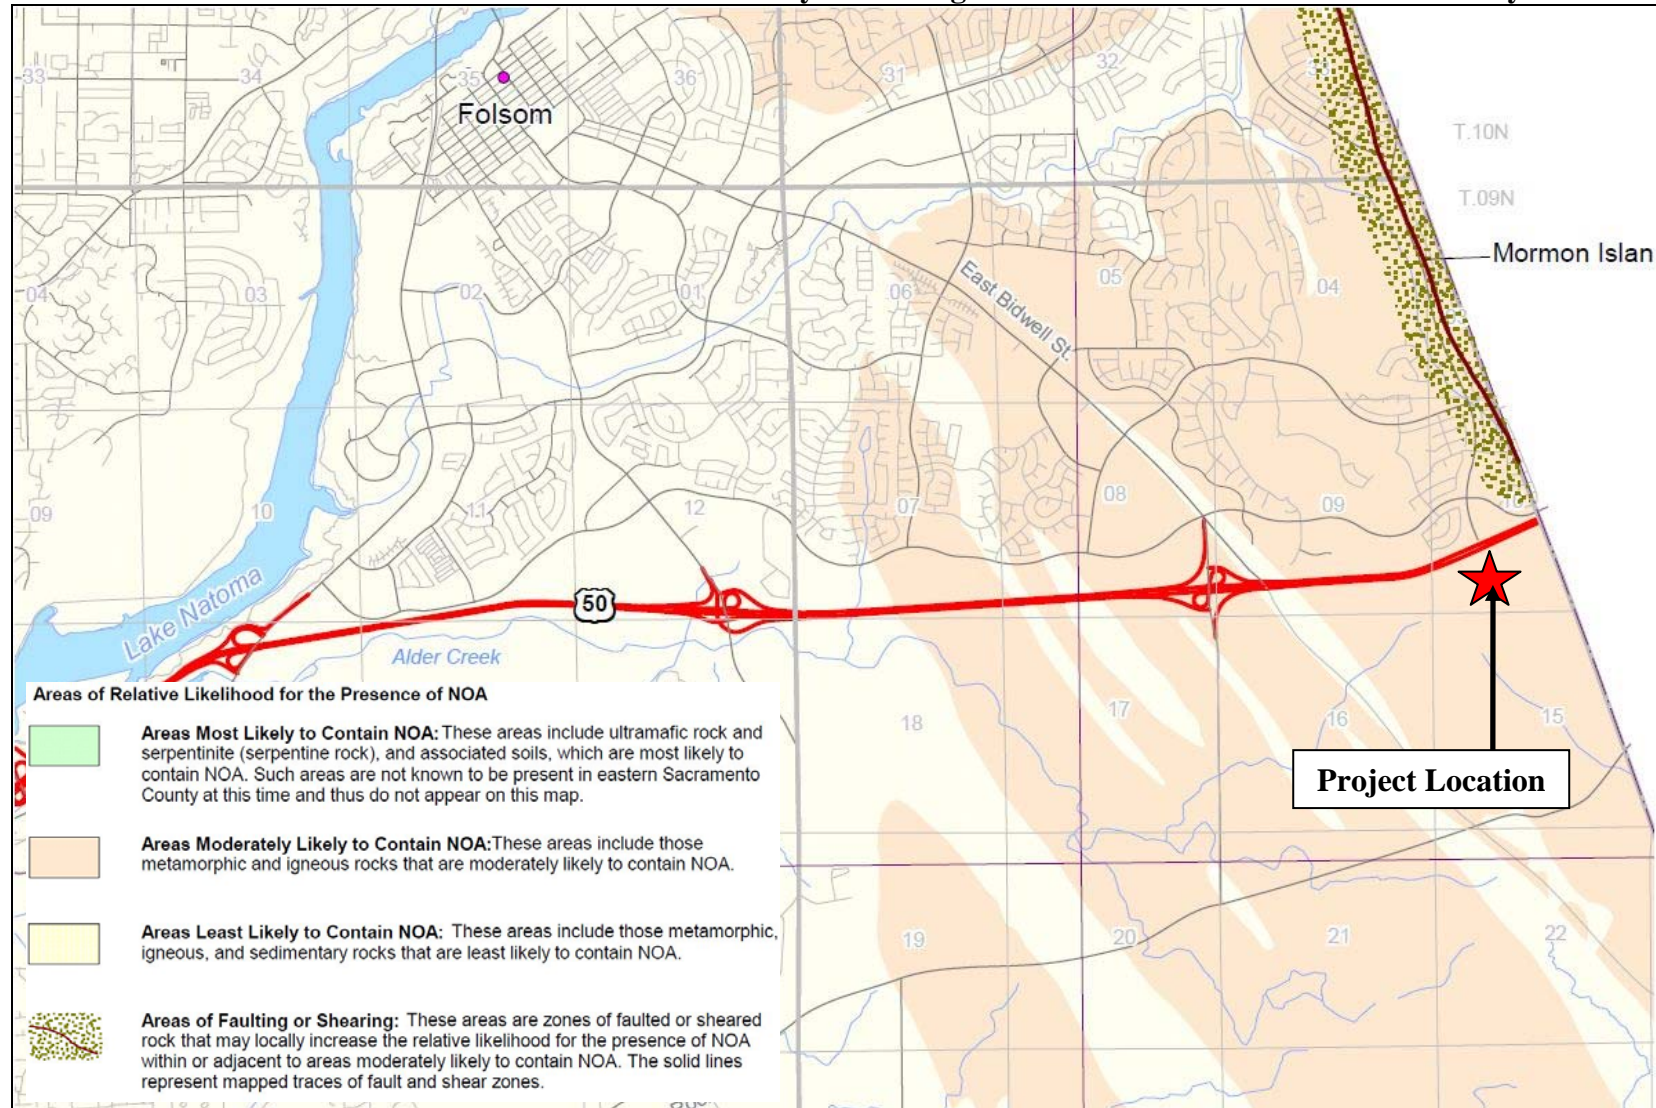 33
34
35
36
31
32
Folsom
T.10N
T.09N
Mormon Islan
04
03
02
01
06
05
04
East Bidwell St.
09
10
11
12
07
08
09
50
Lake Natoma
Alder Creek
18
17
16
15
Project Location
19
20
21
22
Areas of Relative Likelihood for the Presence of NOA
Areas Most Likely to Contain NOA: These areas include ultramafic rock and
serpentinite (serpentine rock), and associated soils, which are most likely to
contain NOA. Such areas are not known to be present in eastern Sacramento
County at this time and thus do not appear on this map.
Areas Moderately Likely to Contain NOA:These areas include those
metamorphic and igneous rocks that are moderately likely to contain NOA.
Areas Least Likely to Contain NOA: These areas include those metamorphic,
igneous, and sedimentary rocks that are least likely to contain NOA.
Areas of Faulting or Shearing: These areas are zones of faulted or sheared
rock that may locally increase the relative likelihood for the presence of NOA
within or adjacent to areas moderately likely to contain NOA. The solid lines
represent mapped traces of fault and shear zones.